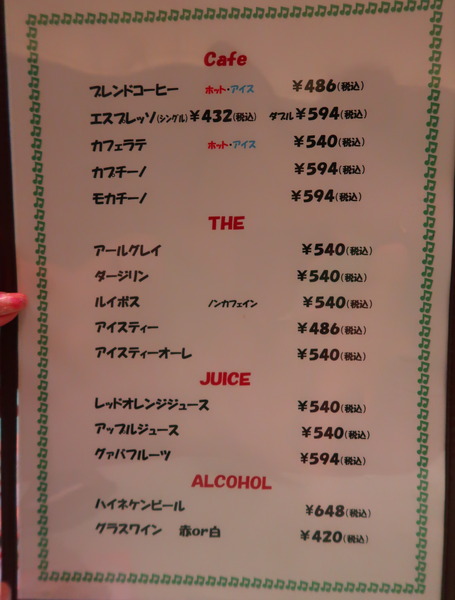 Cafe
ブレンドコーヒー ホット・アイス ¥486(税込)
エスプレッソ(シングル)¥432(税込) ダブル¥594(税込)
カフェラテ ホット・アイス ¥540(税込)
カプチーノ ¥594(税込)
モカチーノ ¥594(税込)
THE
アールグレイ ¥540(税込)
ダージリン ¥540(税込)
ルイボス ノンカフェイン ¥540(税込)
アイスティー ¥486(税込)
アイスティーオーレ ¥540(税込)
JUICE
レッドオレンジジュース ¥540(税込)
アップルジュース ¥540(税込)
グァバフルーツ ¥594(税込)
ALCOHOL
ハイネケンビール ¥648(税込)
グラスワイン 赤or白 ¥420(税込)